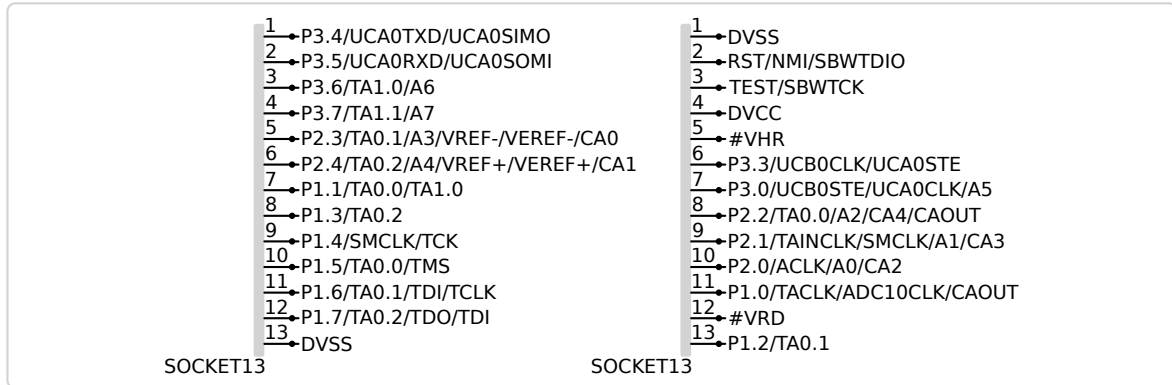 1 P3.4/UCA0TXD/UCA0SIMO
2 P3.5/UCA0RXD/UCA0SOMI
3 P3.6/TA1.0/A6
4 P3.7/TA1.1/A7
5 P2.3/TA0.1/A3/VREF-/VEREF-/CA0
6 P2.4/TA0.2/A4/VREF+/VEREF+/CA1
7 P1.1/TA0.0/TA1.0
8 P1.3/TA0.2
9 P1.4/SMCLK/TCK
10 P1.5/TA0.0/TMS
11 P1.6/TA0.1/TDI/TCLK
12 P1.7/TA0.2/TDO/TDI
13 DVSS
SOCKET13
1 DVSS
2 RST/NMI/SBWTDIO
3 TEST/SBWTCK
4 DVCC
5 #VHR
6 P3.3/UCB0CLK/UCA0STE
7 P3.0/UCB0STE/UCA0CLK/A5
8 P2.2/TA0.0/A2/CA4/CAOUT
9 P2.1/TAINCLK/SMCLK/A1/CA3
10 P2.0/ACLK/A0/CA2
11 P1.0/TACLK/ADC10CLK/CAOUT
12 #VRD
13 P1.2/TA0.1
SOCKET13